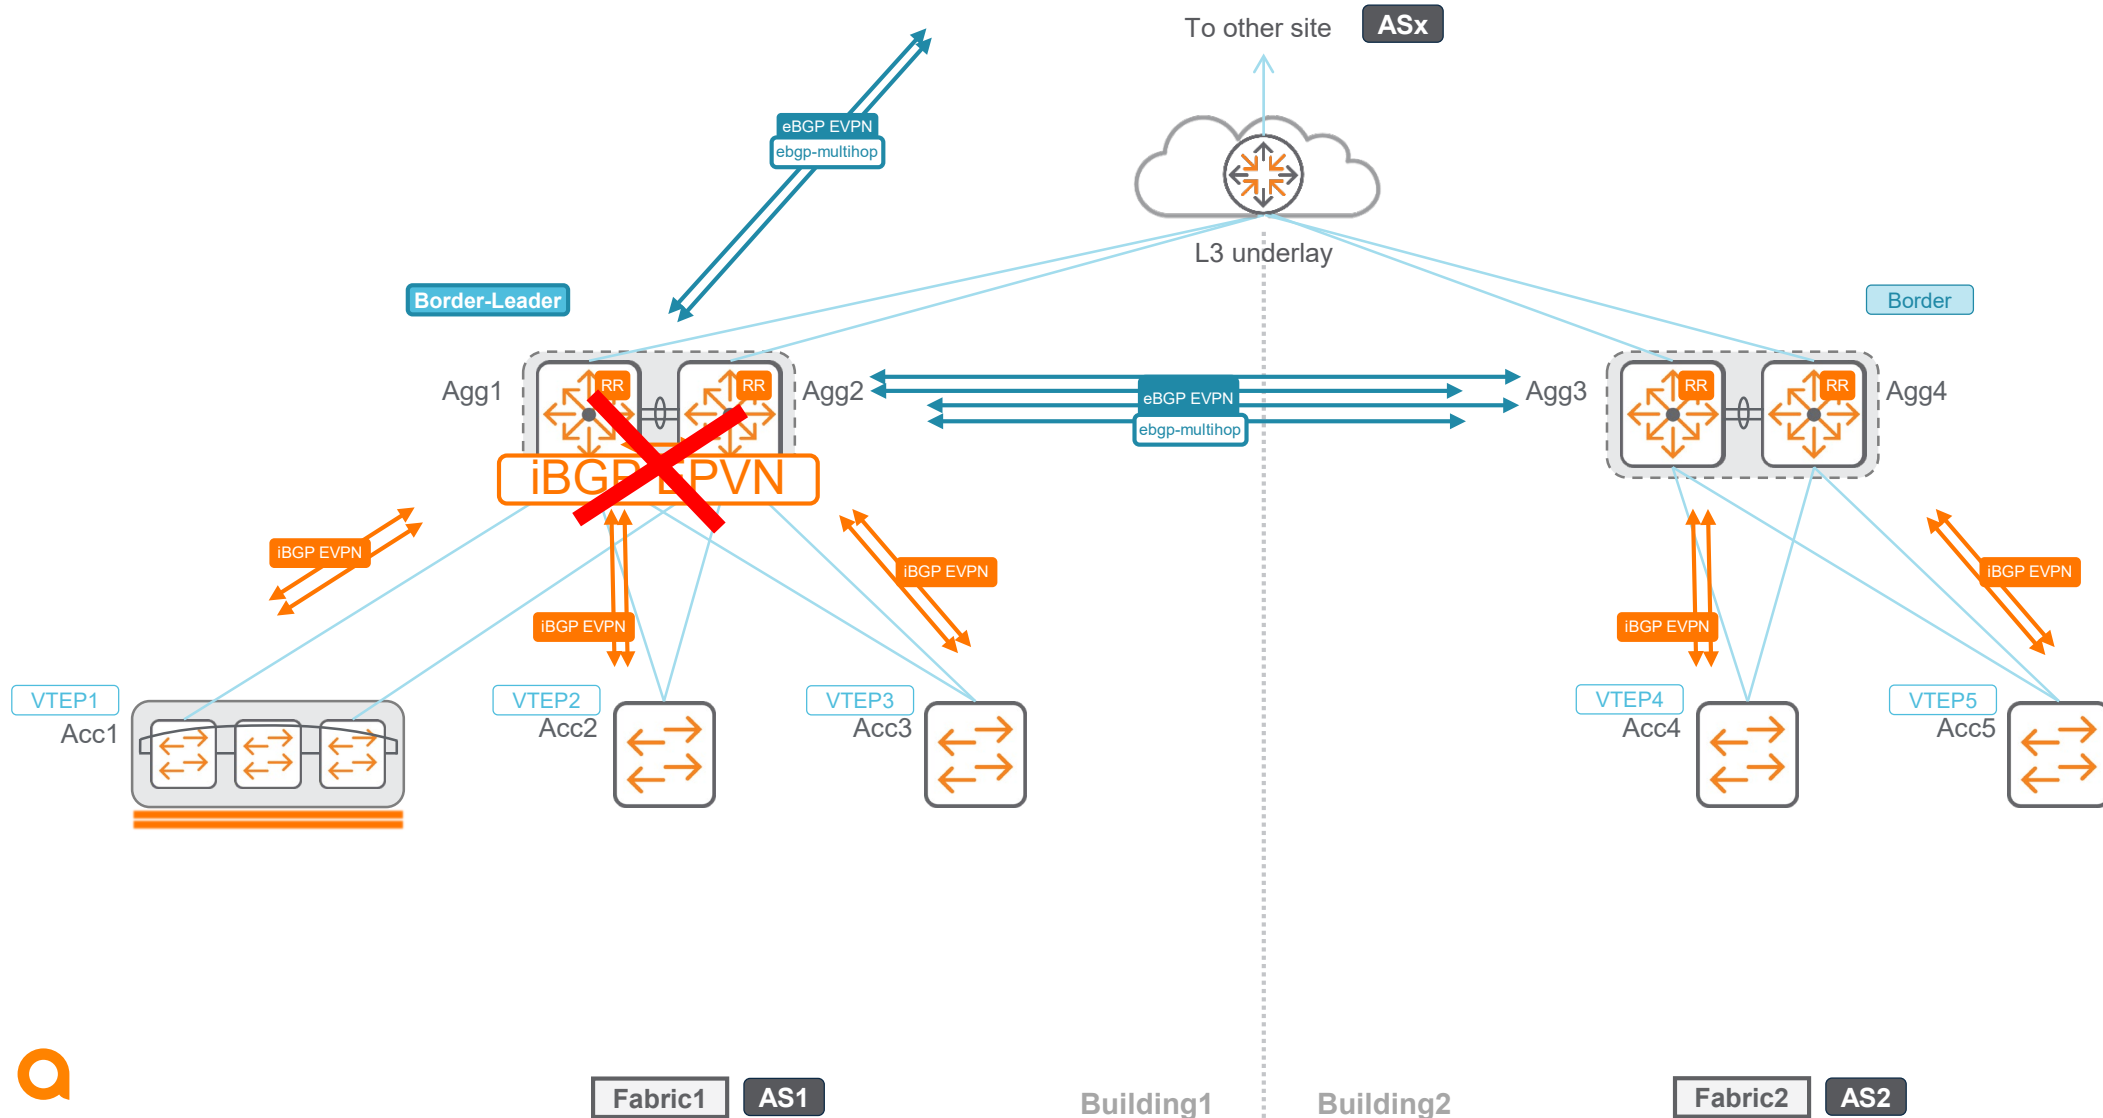 To other site
ASx
eBGP EVPN
ebgp-multihop
L3 underlay
Border-Leader
Border
Agg1
RR
RR
Agg2
eBGP EVPN
ebgp-multihop
Agg3
RR
RR
Agg4
iBGP EPVN
iBGP EVPN
iBGP EVPN
iBGP EVPN
iBGP EVPN
iBGP EVPN
VTEP1
Acc1
VTEP2
Acc2
VTEP3
Acc3
VTEP4
Acc4
VTEP5
Acc5
Fabric1
AS1
Building1
Building2
Fabric2
AS2